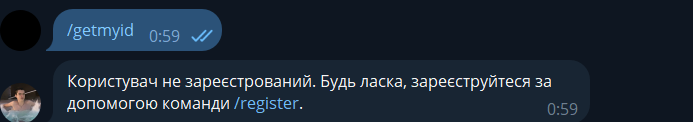 /getmyid 0:59
Користувач не зареєстрований. Будь ласка, зареєструйтеся за
допомогою команди /register.
0:59